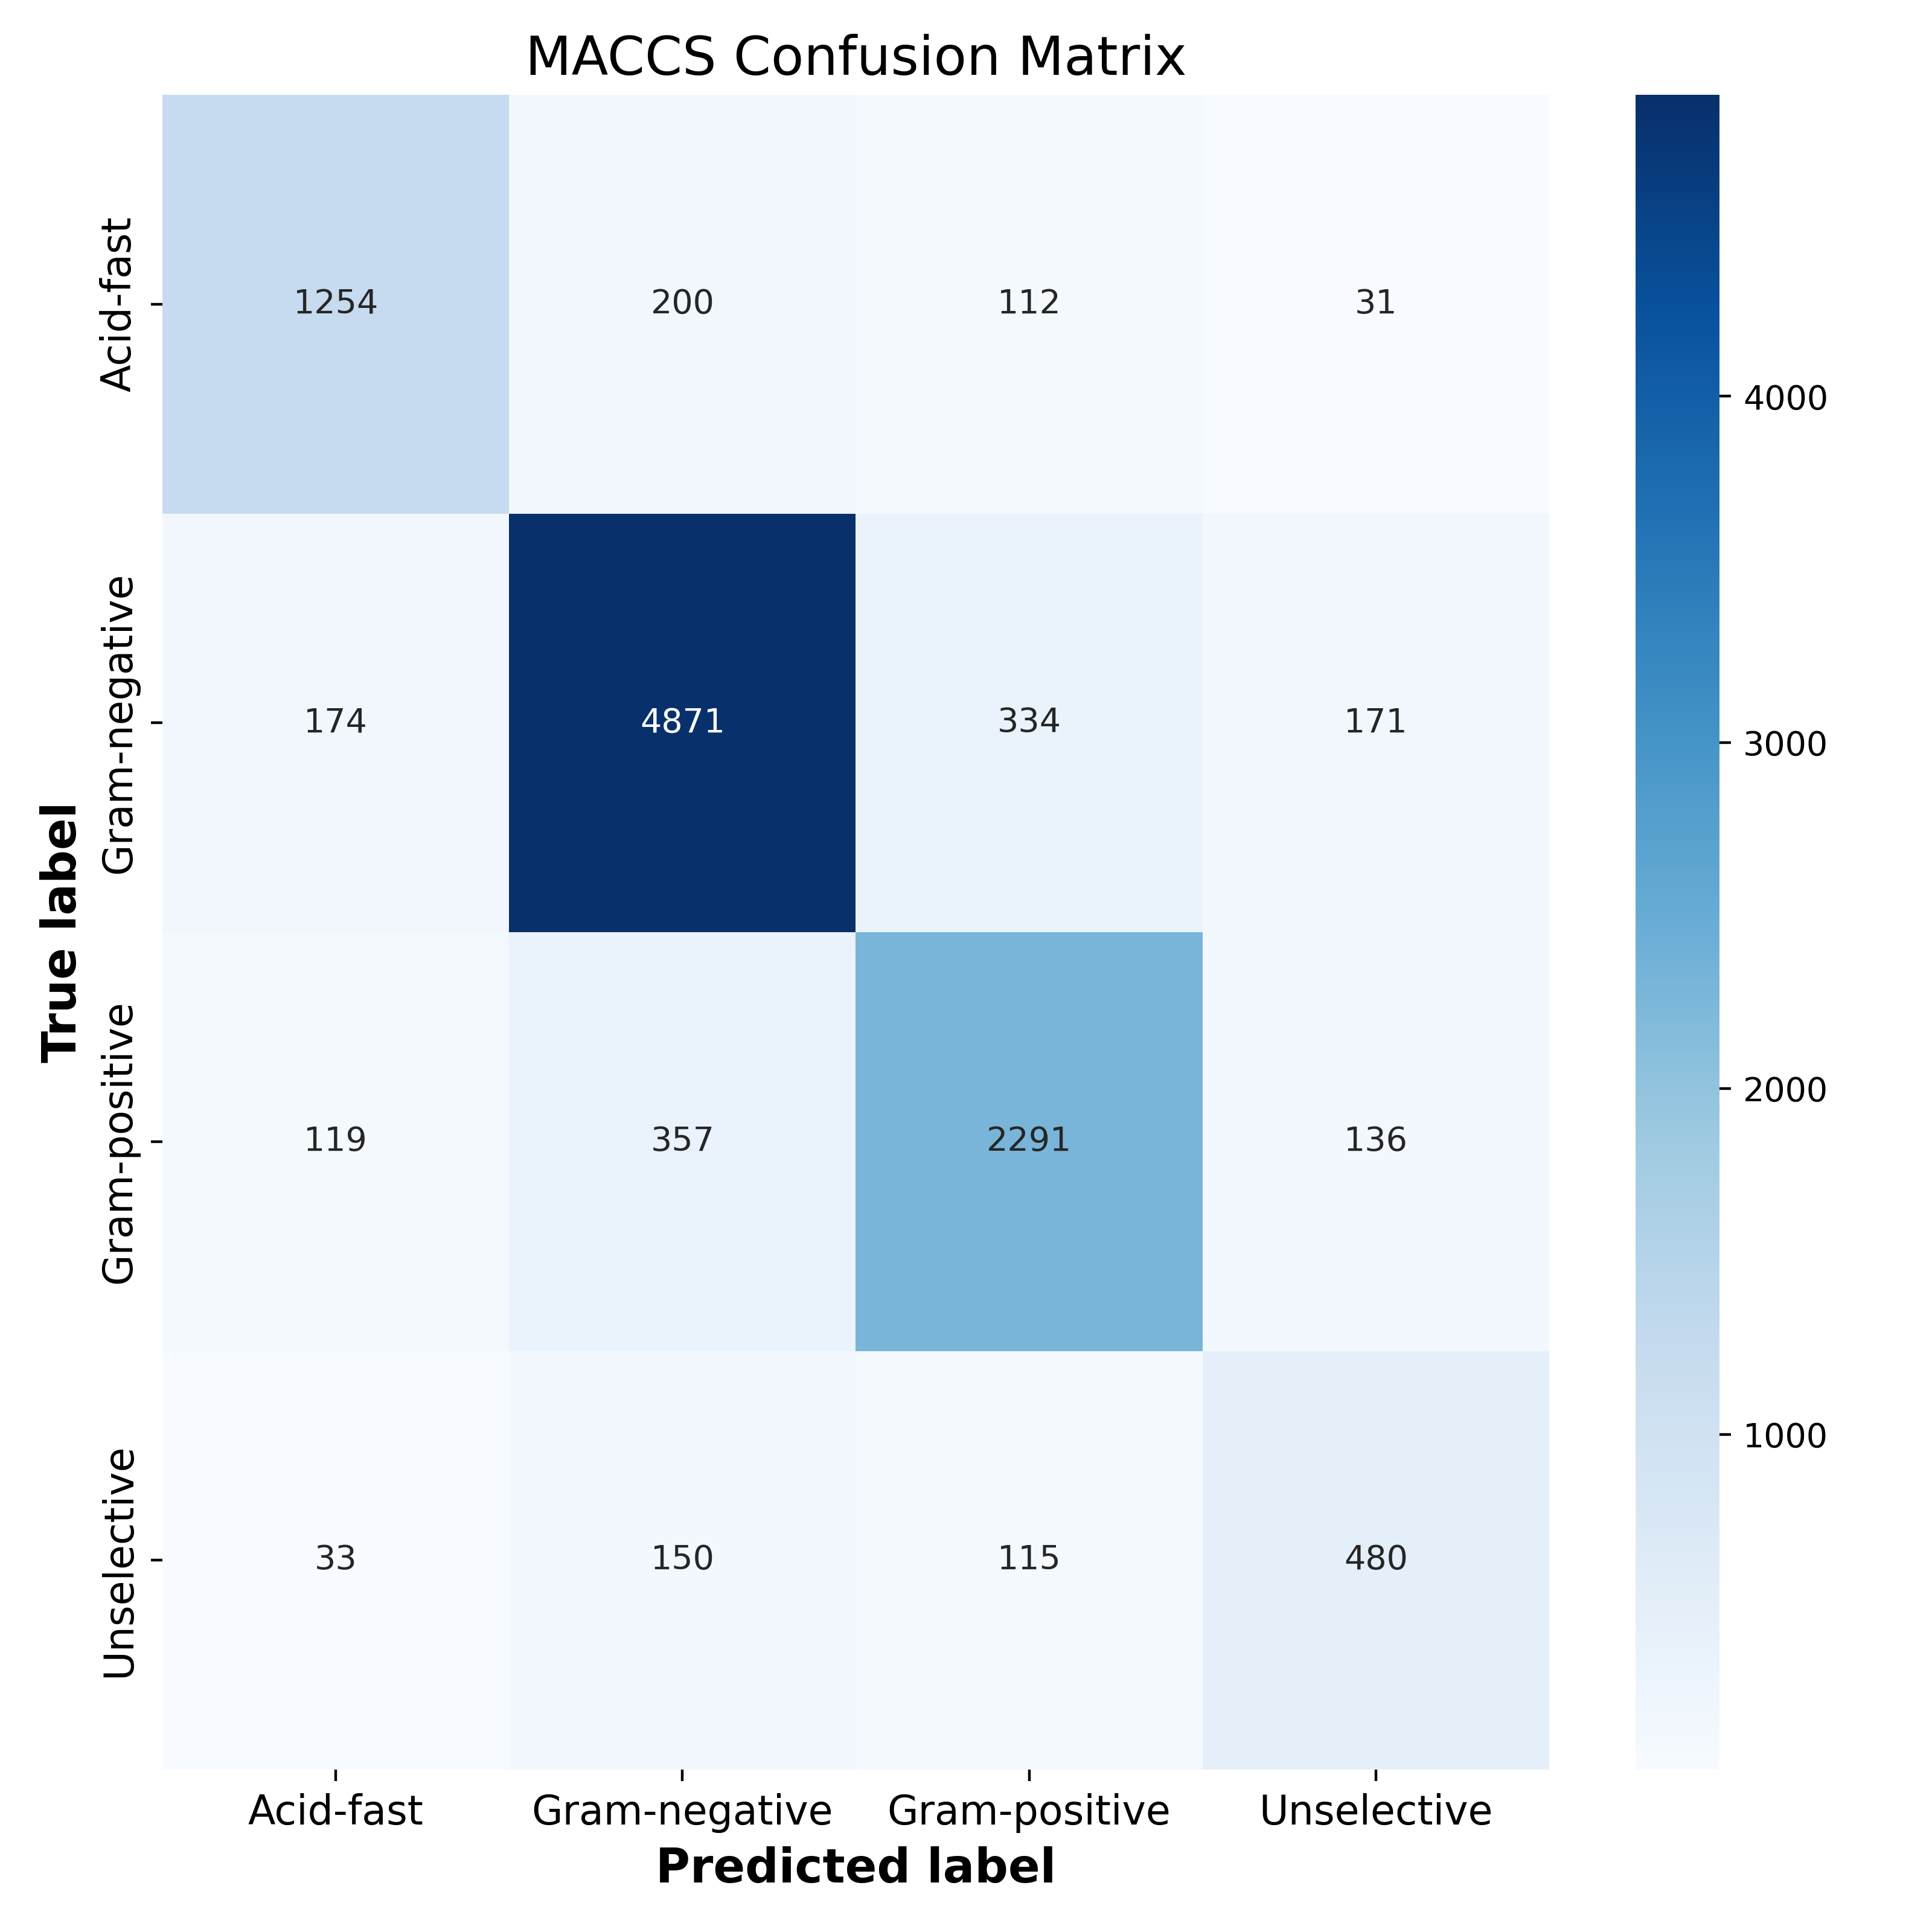 MACCS Confusion Matrix
True label
Acid-fast
1254 200 112 31
Gram-negative
174 4871 334 171
Gram-positive
119 357 2291 136
Unselective
33 150 115 480
Acid-fast Gram-negative Gram-positive Unselective
Predicted label
4000
3000
2000
1000